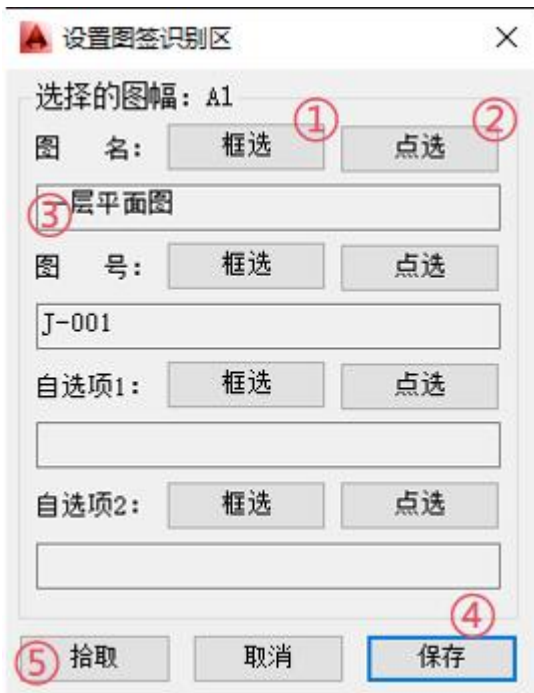 设置图签识别区
选择的图幅: A1
图 名: 框选 ① 点选 ②
③ 一层平面图
图 号: 框选 点选
J-001
自选项1: 框选 点选
自选项2: 框选 点选
④
⑤ 拾取 取消 保存